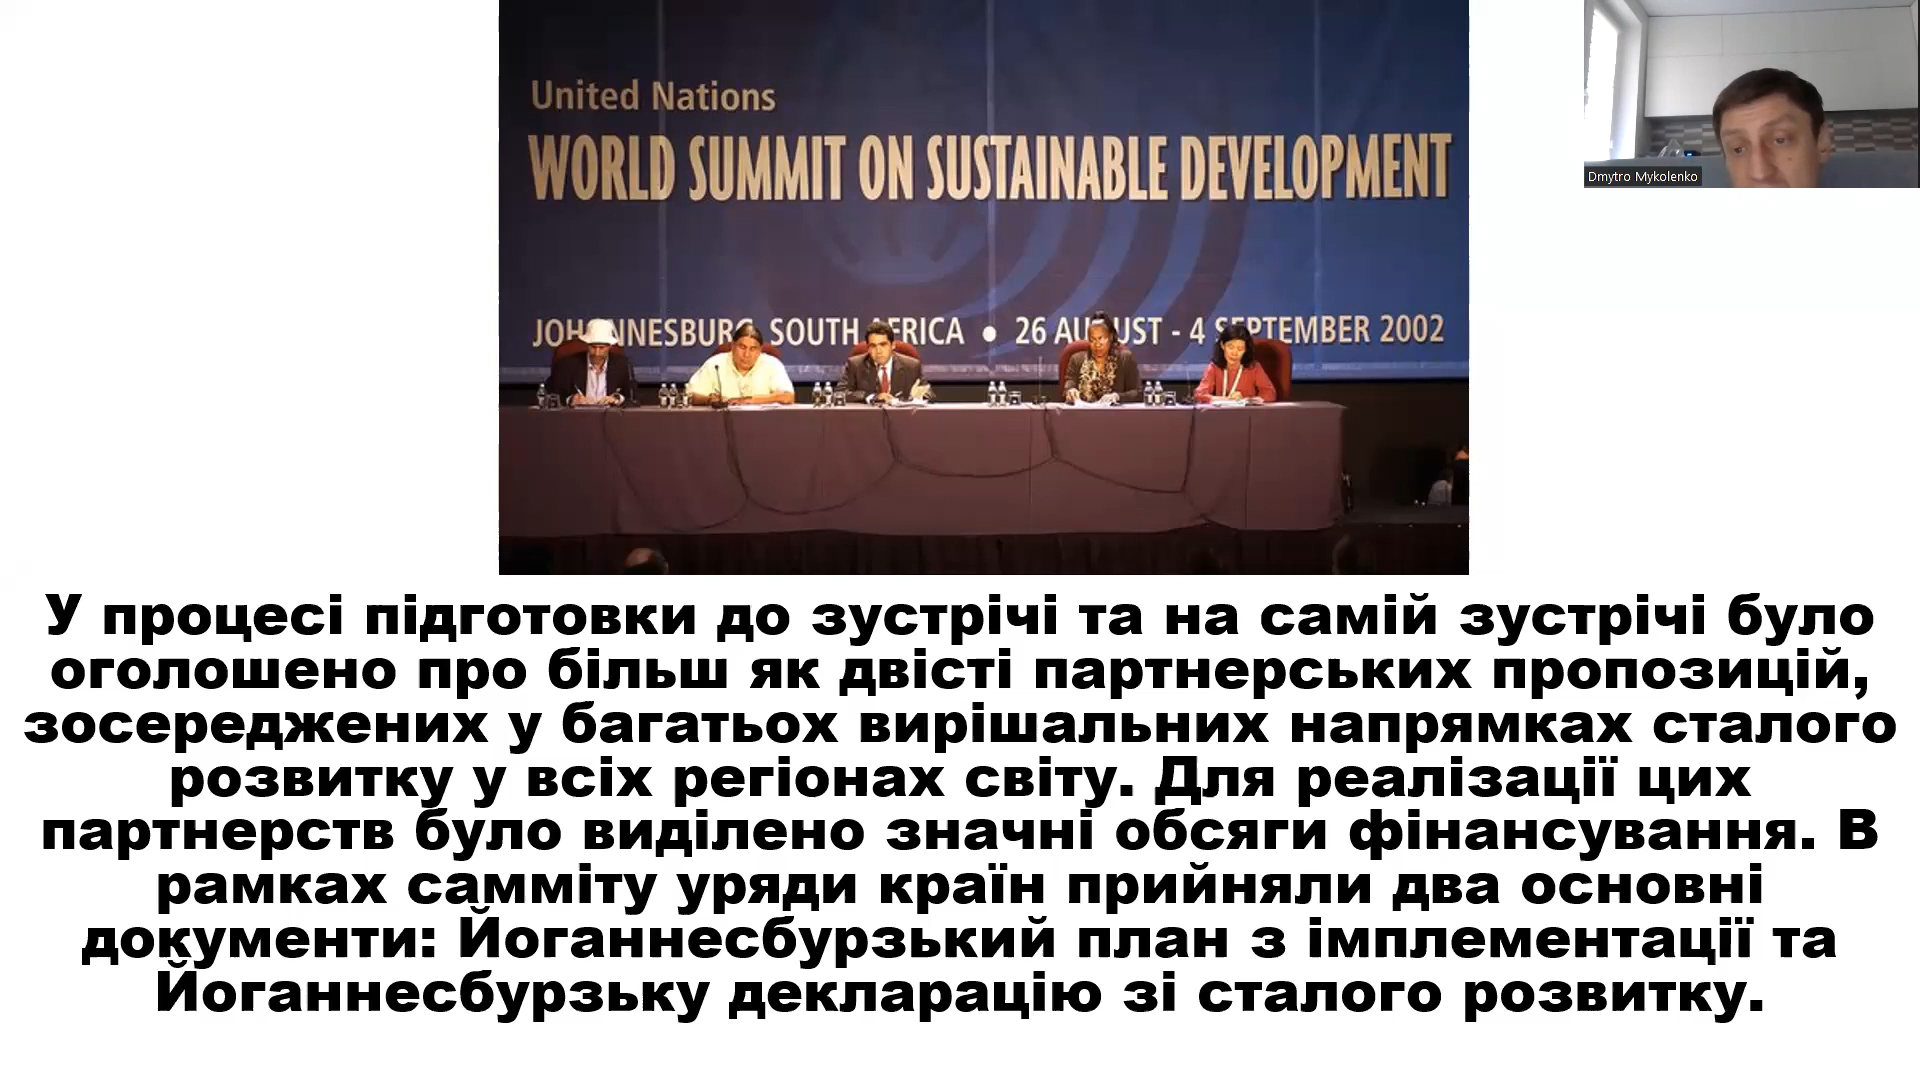 United Nations
WORLD SUMMIT ON SUSTAINABLE DEVELOPMENT
SOUTH AFRICA • 26 AUGUST - 4 SEPTEMBER 2002
Dmytro Mykolenko
У процесі підготовки до зустрічі та на самій зустрічі було
оголошено про більш як двісті партнерських пропозицій,
зосереджених у багатьох вирішальних напрямках сталого
розвитку у всіх регіонах світу. Для реалізації цих
партнерств було виділено значні обсяги фінансування. В
рамках самміту уряди країн прийняли два основні
документи: Йоганнесбурзький план з імплементації та
Йоганнесбурзьку декларацію зі сталого розвитку.